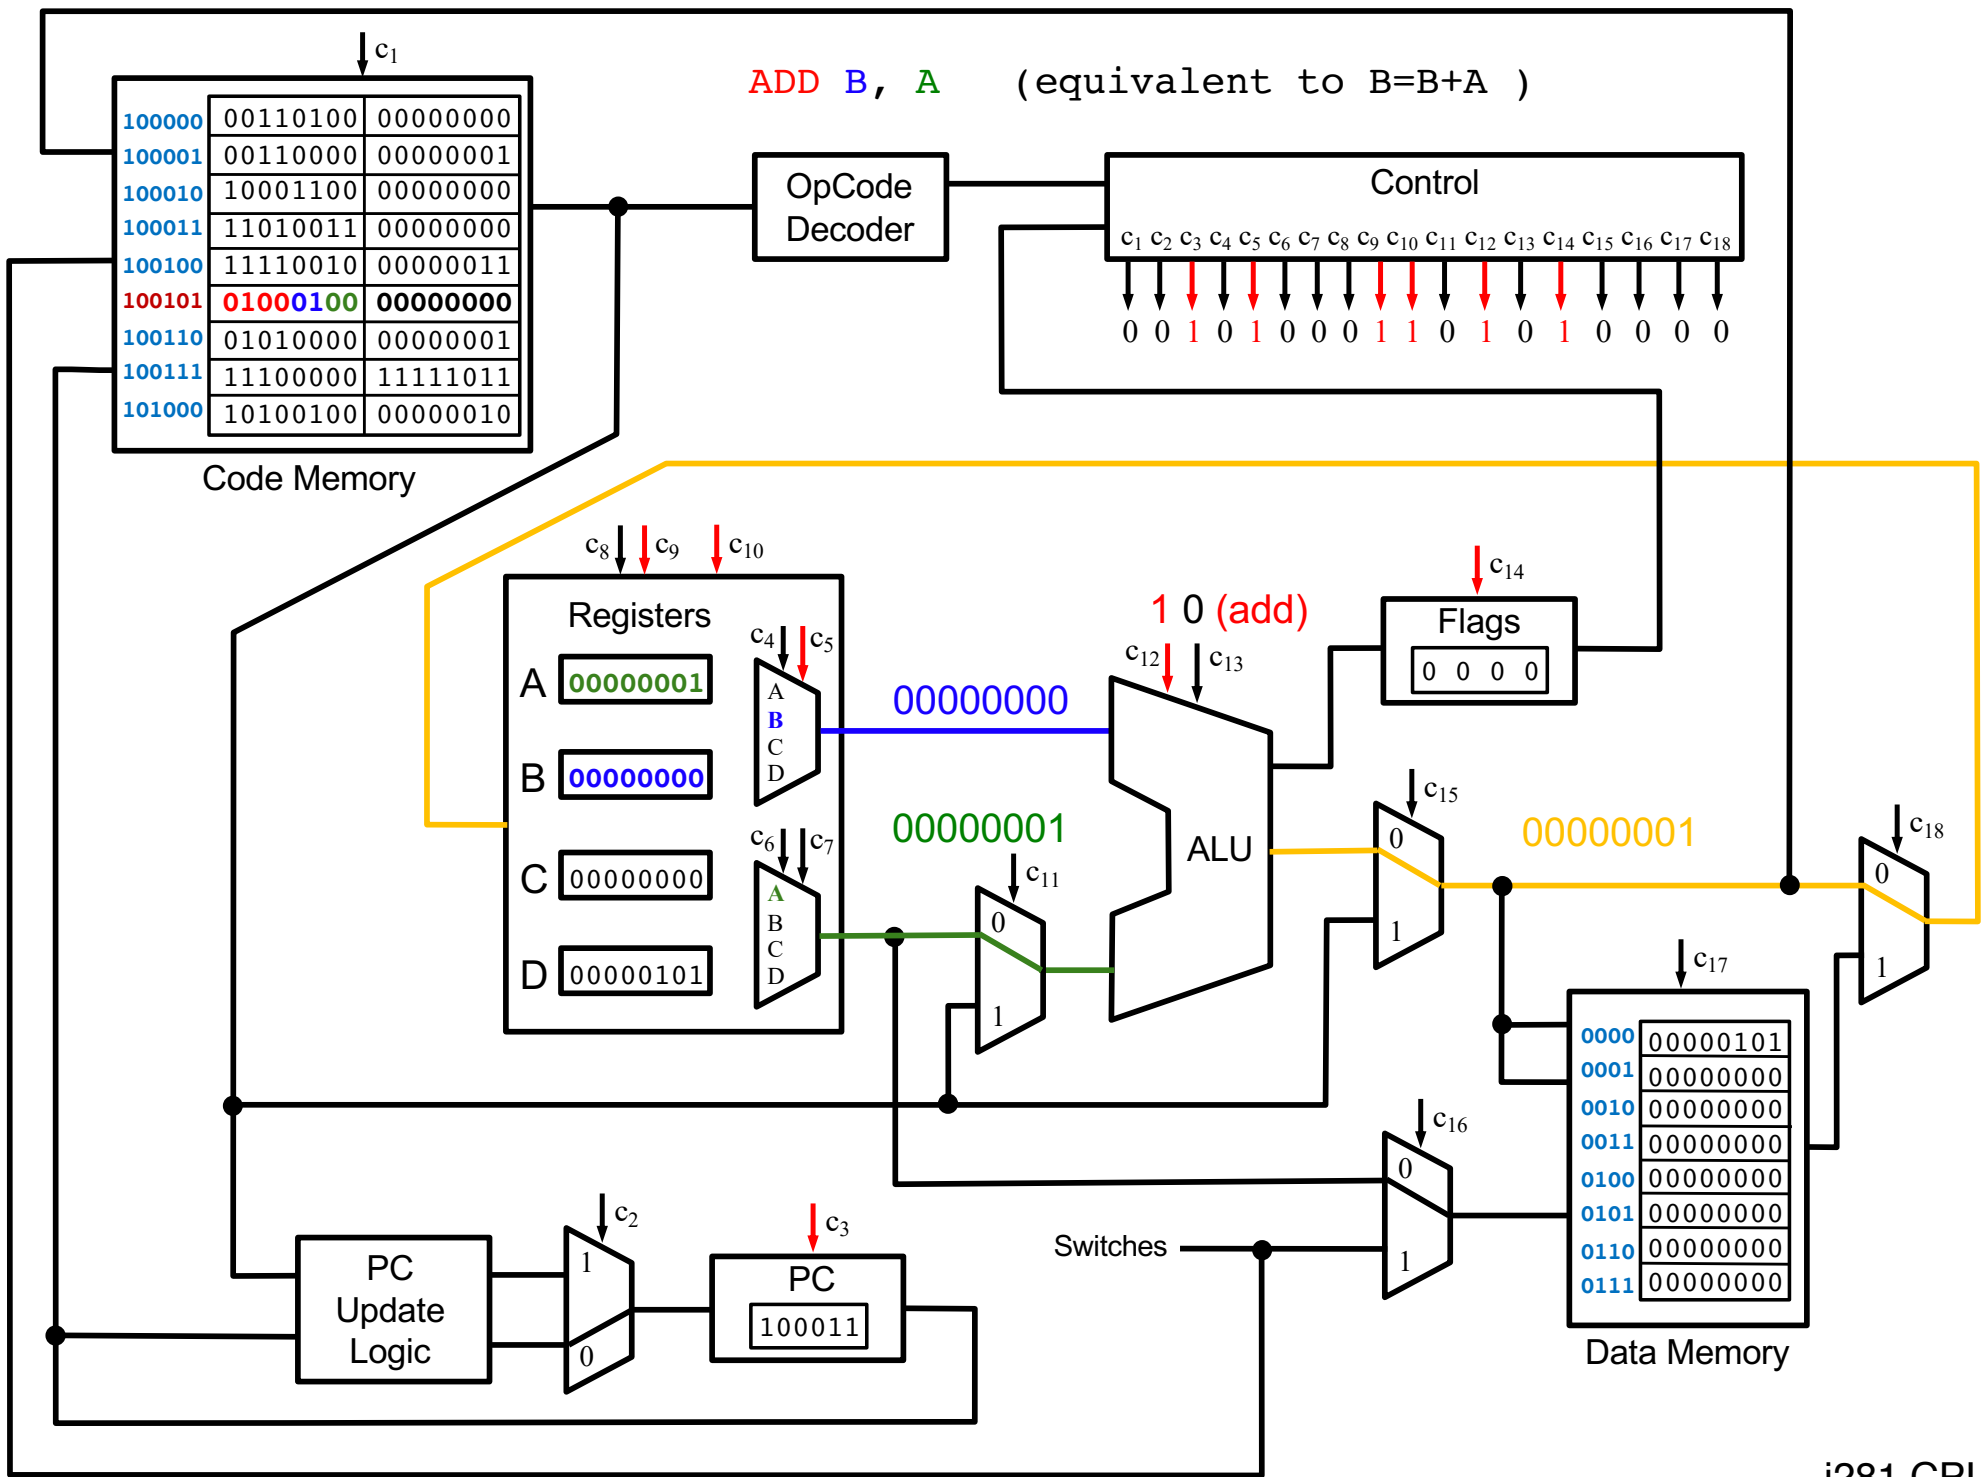 c1
ADD B, A (equivalent to B=B+A )
100000 00110100 00000000
100001 00110000 00000001
100010 10001100 00000000
100011 11010011 00000000
100100 11110010 00000011
100101 01000100 00000000
100110 01010000 00000001
100111 11100000 11111011
101000 10100100 00000010
Code Memory
OpCode
Decoder
Control
c1 c2 c3 c4 c5 c6 c7 c8 c9 c10 c11 c12 c13 c14 c15 c16 c17 c18
0 0 1 0 1 0 0 0 1 1 0 1 0 1 0 0 0 0
c8 c9 c10
Registers
A 00000001
B 00000000
C 00000000
D 00000101
c4 c5
A
B
C
D
c6 c7
A
B
C
D
00000000
00000001
c11
0
1
1 0 (add)
c12 c13
ALU
c14
Flags
0 0 0 0
c15
0
1
00000001
c18
0
1
c17
0000 00000101
0001 00000000
0010 00000000
0011 00000000
0100 00000000
0101 00000000
0110 00000000
0111 00000000
Data Memory
c16
0
1
Switches
PC
Update
Logic
c2
1
0
c3
PC
100011
i281 CPU